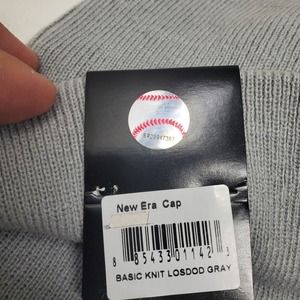 New Era Cap
8 85433 01142 3
BASIC KNIT LOSDOD GRAY